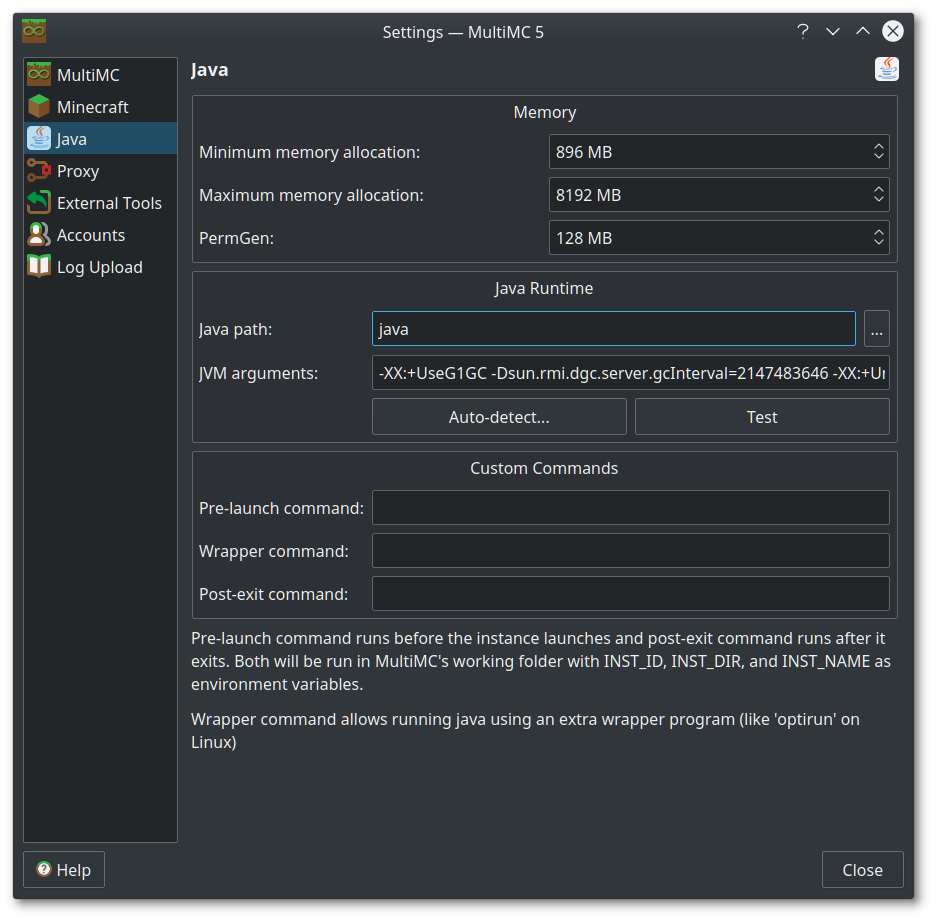 Settings — MultiMC 5
MultiMC
Minecraft
Java
Proxy
External Tools
Accounts
Log Upload
Java
Memory
Minimum memory allocation: 896 MB
Maximum memory allocation: 8192 MB
PermGen: 128 MB
Java Runtime
Java path: java ...
JVM arguments: -XX:+UseG1GC -Dsun.rmi.dgc.server.gcInterval=2147483646
Auto-detect... Test
Custom Commands
Pre-launch command:
Wrapper command:
Post-exit command:
Pre-launch command runs before the instance launches and post-exit command runs after it
exits. Both will be run in MultiMC's working folder with INST_ID, INST_DIR, and INST_NAME as
environment variables.
Wrapper command allows running java using an extra wrapper program (like 'optirun' on
Linux)
Help Close